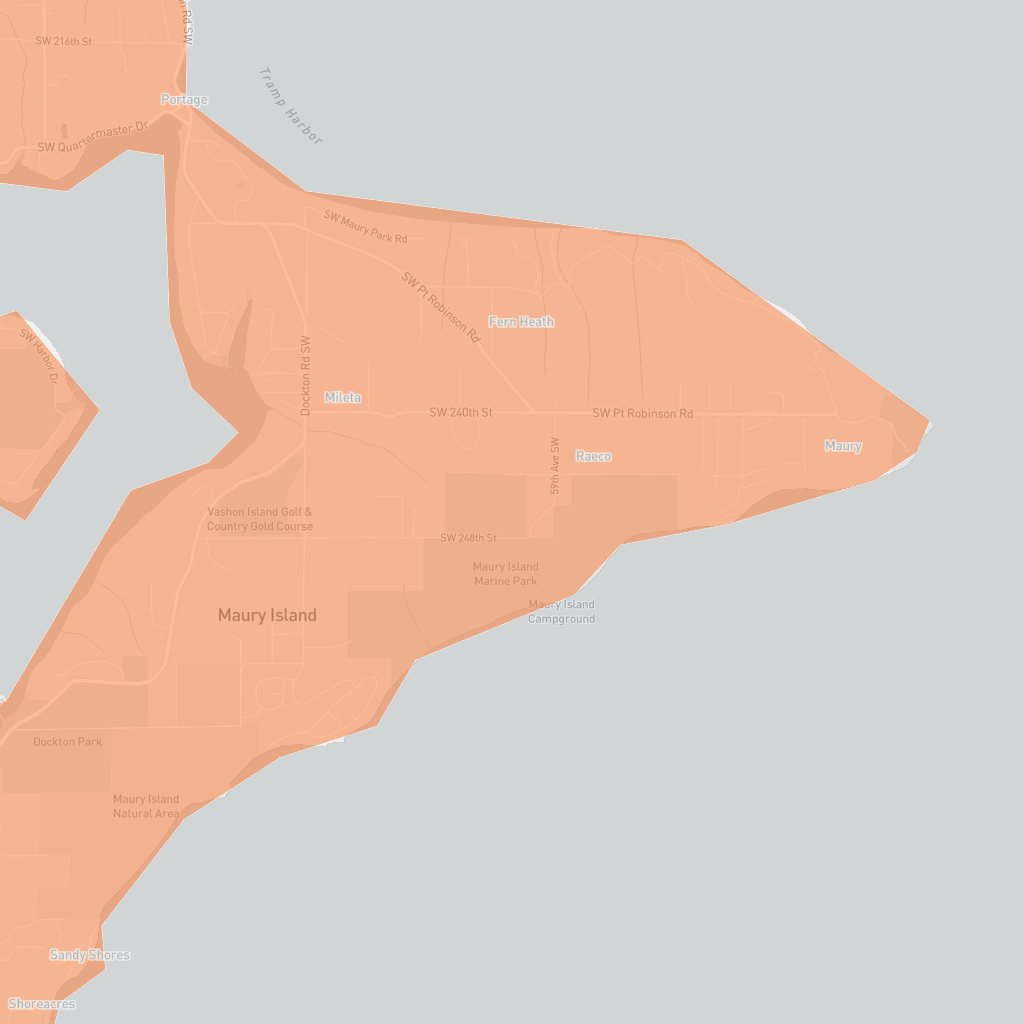 SW 216th St
Rd SW
Portage
Tramp Harbor
SW Quartermaster Dr
SW Maury Park Rd
SW Pt Robinson Rd
Fern Heath
SW Harbor Dr
Dockton Rd SW
Mileta
SW 240th St
SW Pt Robinson Rd
Maury
59th Ave SW
Raeco
Vashon Island Golf &
Country Gold Course
SW 248th St
Maury Island
Marine Park
Maury Island
Campground
Maury Island
Dockton Park
Maury Island
Natural Area
Sandy Shores
Shoreacres